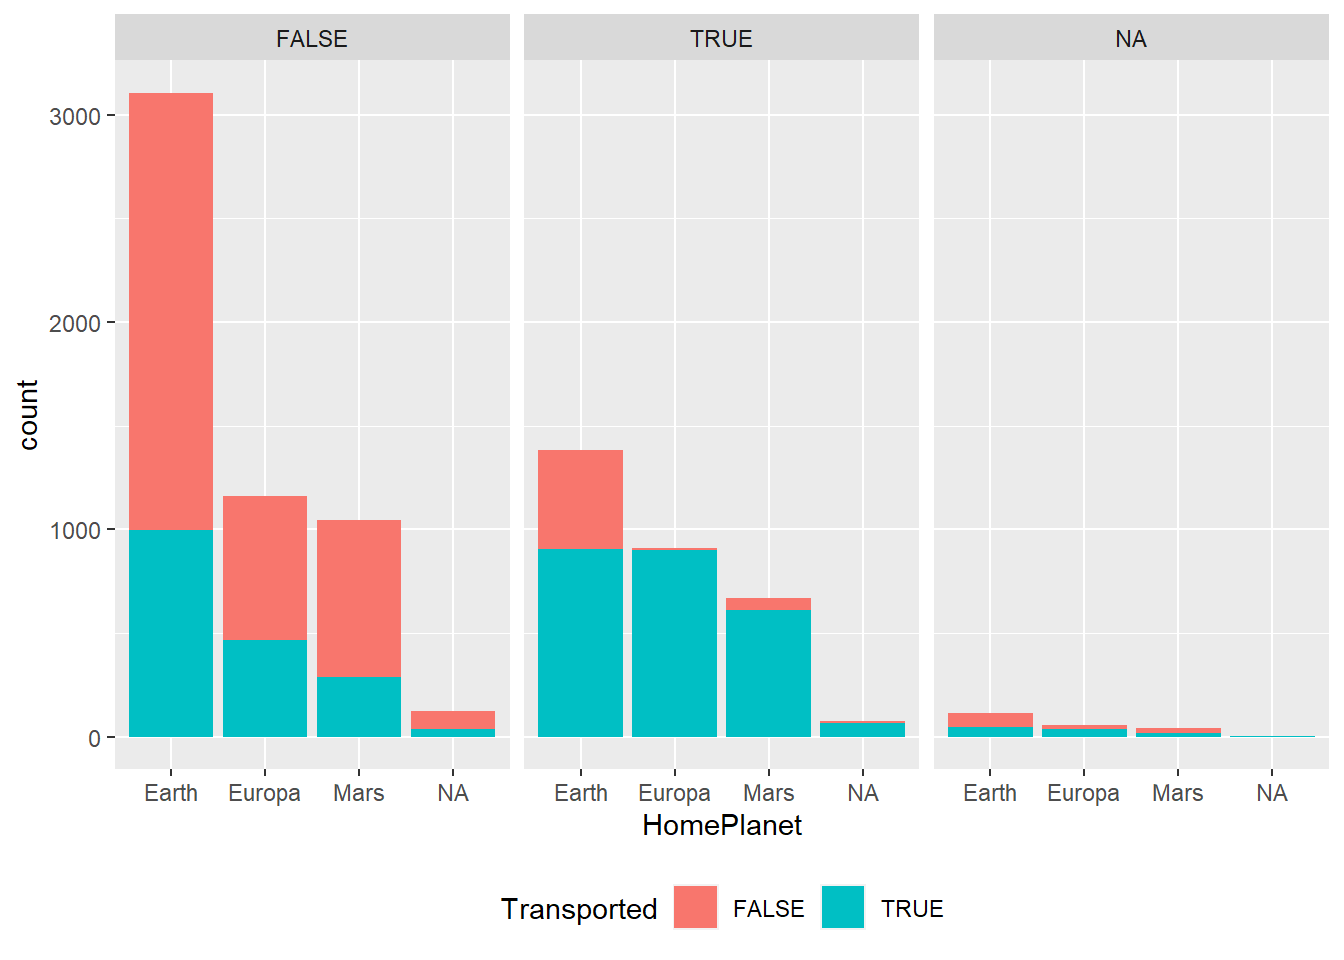 FALSE TRUE NA
3000
2000
1000
0
count
Earth Europa Mars NA Earth Europa Mars NA Earth Europa Mars NA
HomePlanet
Transported FALSE TRUE